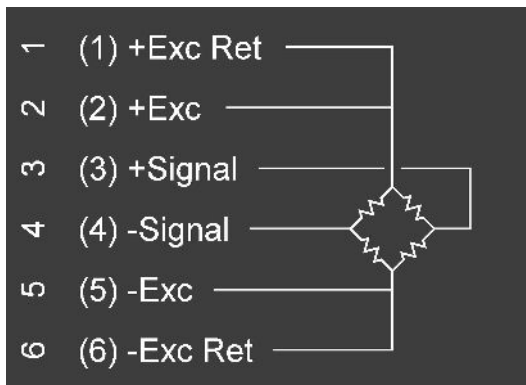 1 (1) +Exc Ret
2 (2) +Exc
3 (3) +Signal
4 (4) -Signal
5 (5) -Exc
6 (6) -Exc Ret